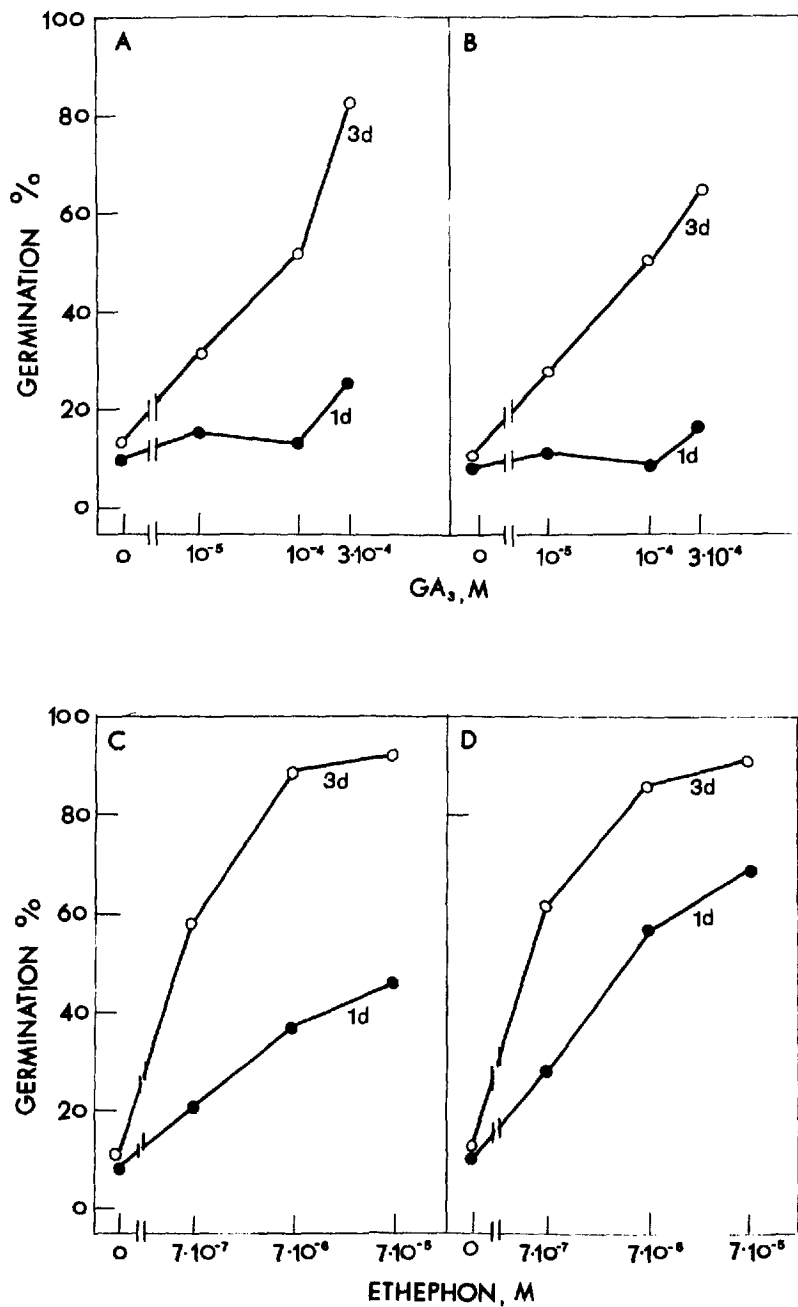 A
B
GERMINATION %
100
80
60
40
20
0
3d
1d
3d
1d
0
10⁻⁵
10⁻⁴
3·10⁻⁴
0
10⁻⁵
10⁻⁴
3·10⁻⁴
GA₃, M
C
D
GERMINATION %
100
80
60
40
20
0
3d
1d
3d
1d
0
7·10⁻⁷
7·10⁻⁶
7·10⁻⁵
0
7·10⁻⁷
7·10⁻⁶
7·10⁻⁵
ETHEPHON, M